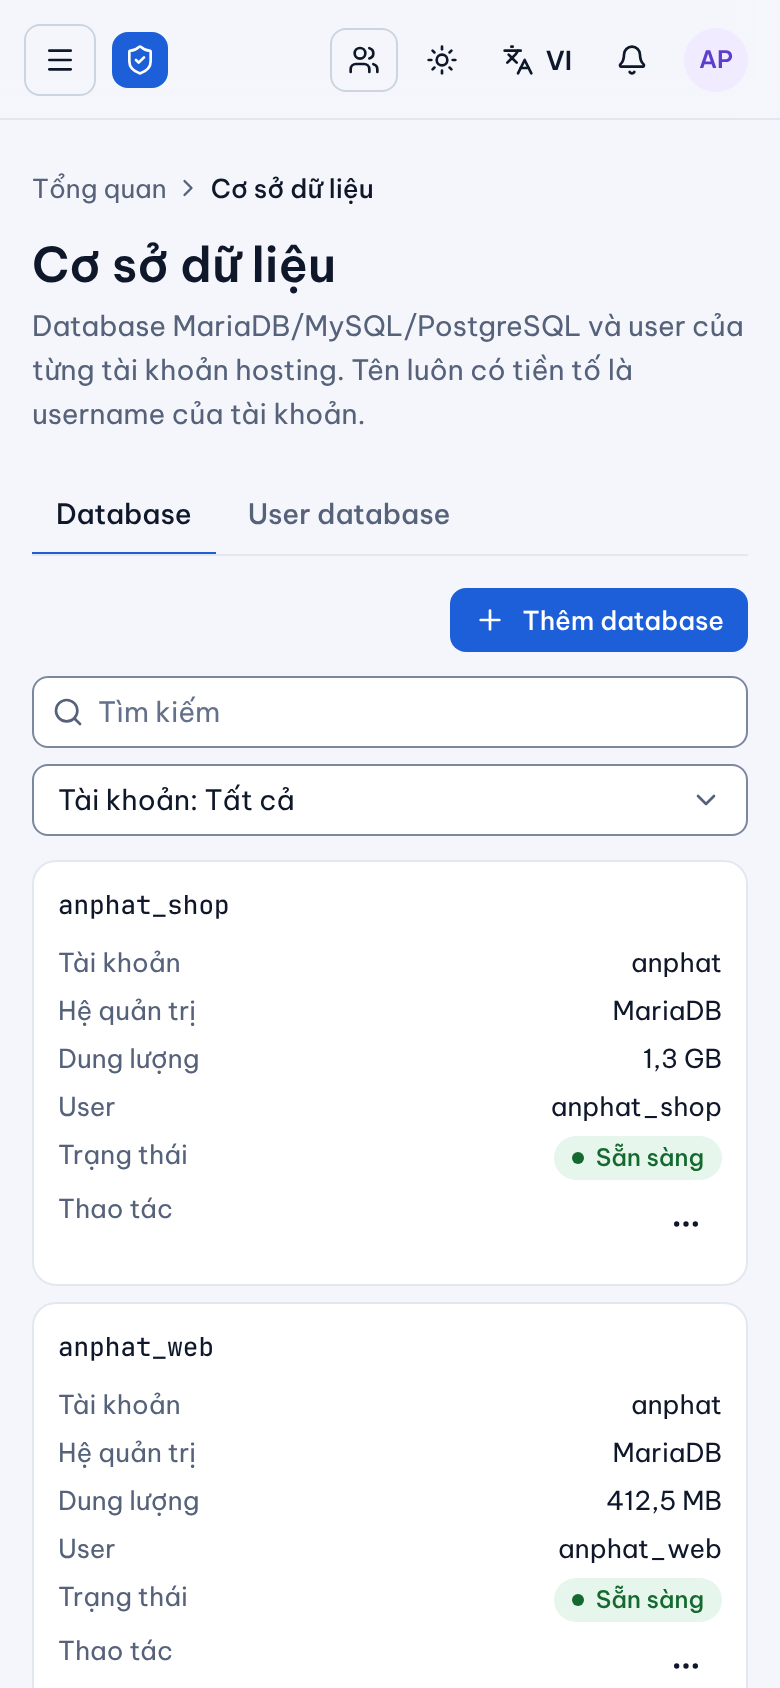 VI
AP
Tổng quan > Cơ sở dữ liệu
Cơ sở dữ liệu
Database MariaDB/MySQL/PostgreSQL và user của
từng tài khoản hosting. Tên luôn có tiền tố là
username của tài khoản.
Database
User database
Thêm database
Tìm kiếm
Tài khoản: Tất cả
anphat_shop
Tài khoản anphat
Hệ quản trị MariaDB
Dung lượng 1,3 GB
User anphat_shop
Trạng thái Sẵn sàng
Thao tác
anphat_web
Tài khoản anphat
Hệ quản trị MariaDB
Dung lượng 412,5 MB
User anphat_web
Trạng thái Sẵn sàng
Thao tác